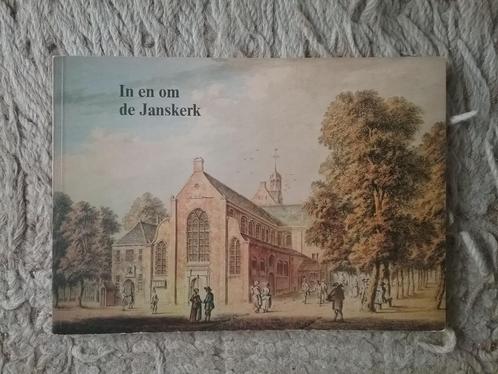 In en om
de Janskerk